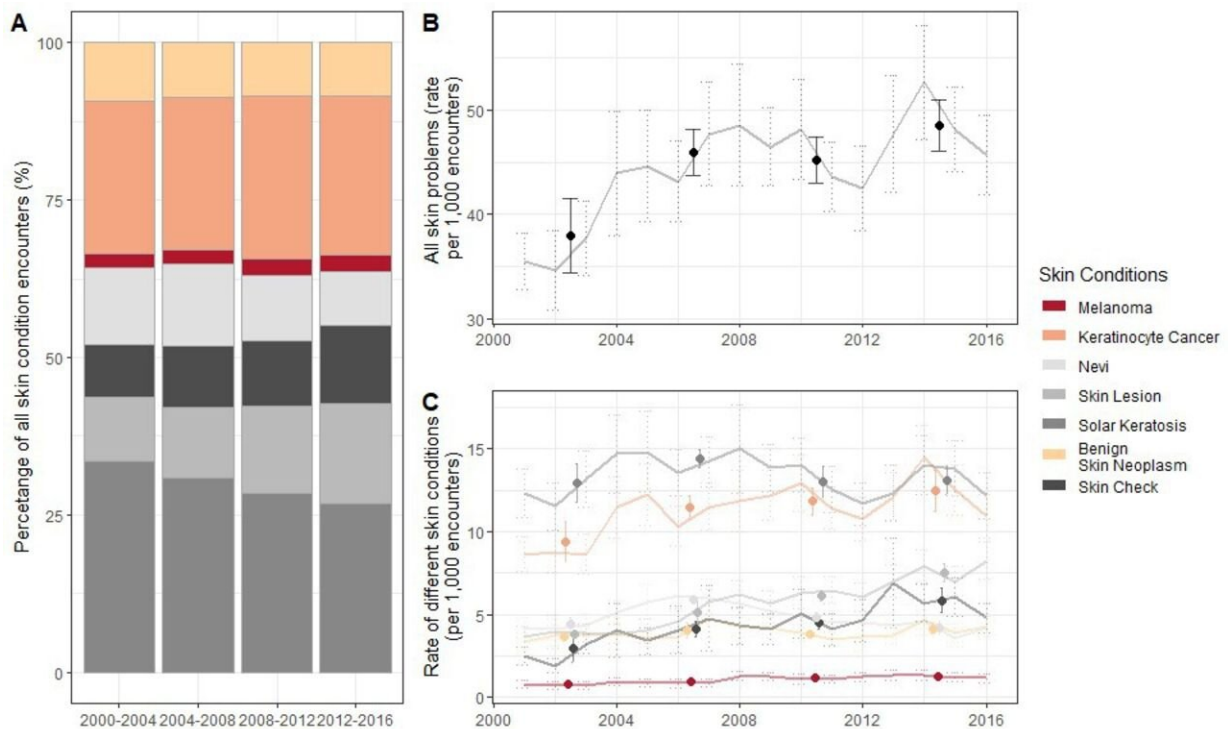 A
Percetange of all skin condition encounters (%)
100
75
50
25
0
2000-2004
2004-2008
2008-2012
2012-2016
B
All skin problems (rate
per 1,000 encounters)
50
40
30
2000
2004
2008
2012
2016
C
Rate of different skin conditions
(per 1,000 encounters)
15
10
5
0
2000
2004
2008
2012
2016
Skin Conditions
Melanoma
Keratinocyte Cancer
Nevi
Skin Lesion
Solar Keratosis
Benign
Skin Neoplasm
Skin Check